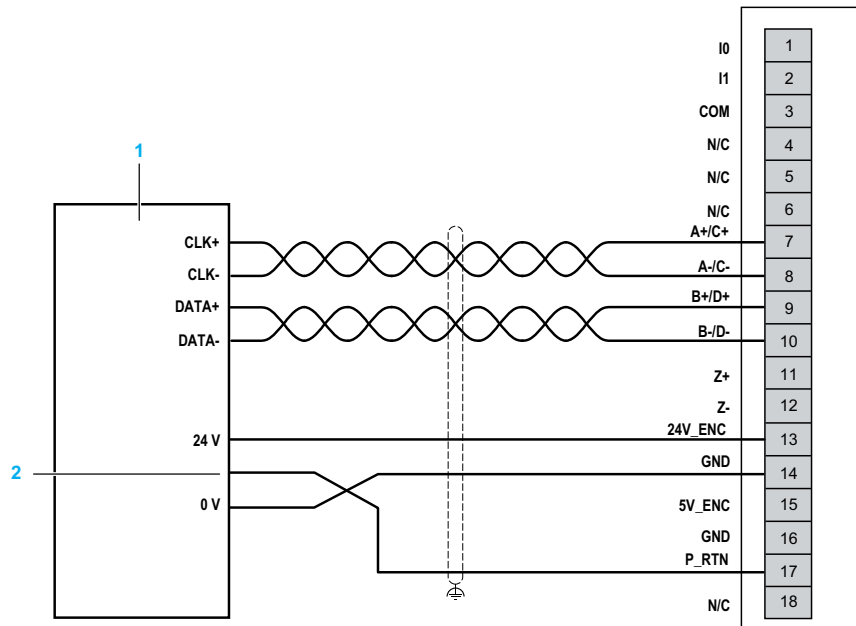 I0 1
I1 2
COM 3
N/C 4
1
N/C 5
N/C 6
CLK+ A+/C+ 7
CLK- A-/C- 8
DATA+ B+/D+ 9
DATA- B-/D- 10
Z+ 11
Z- 12
24 V 24V_ENC 13
2 GND 14
0 V 5V_ENC 15
GND 16
P_RTN 17
N/C 18